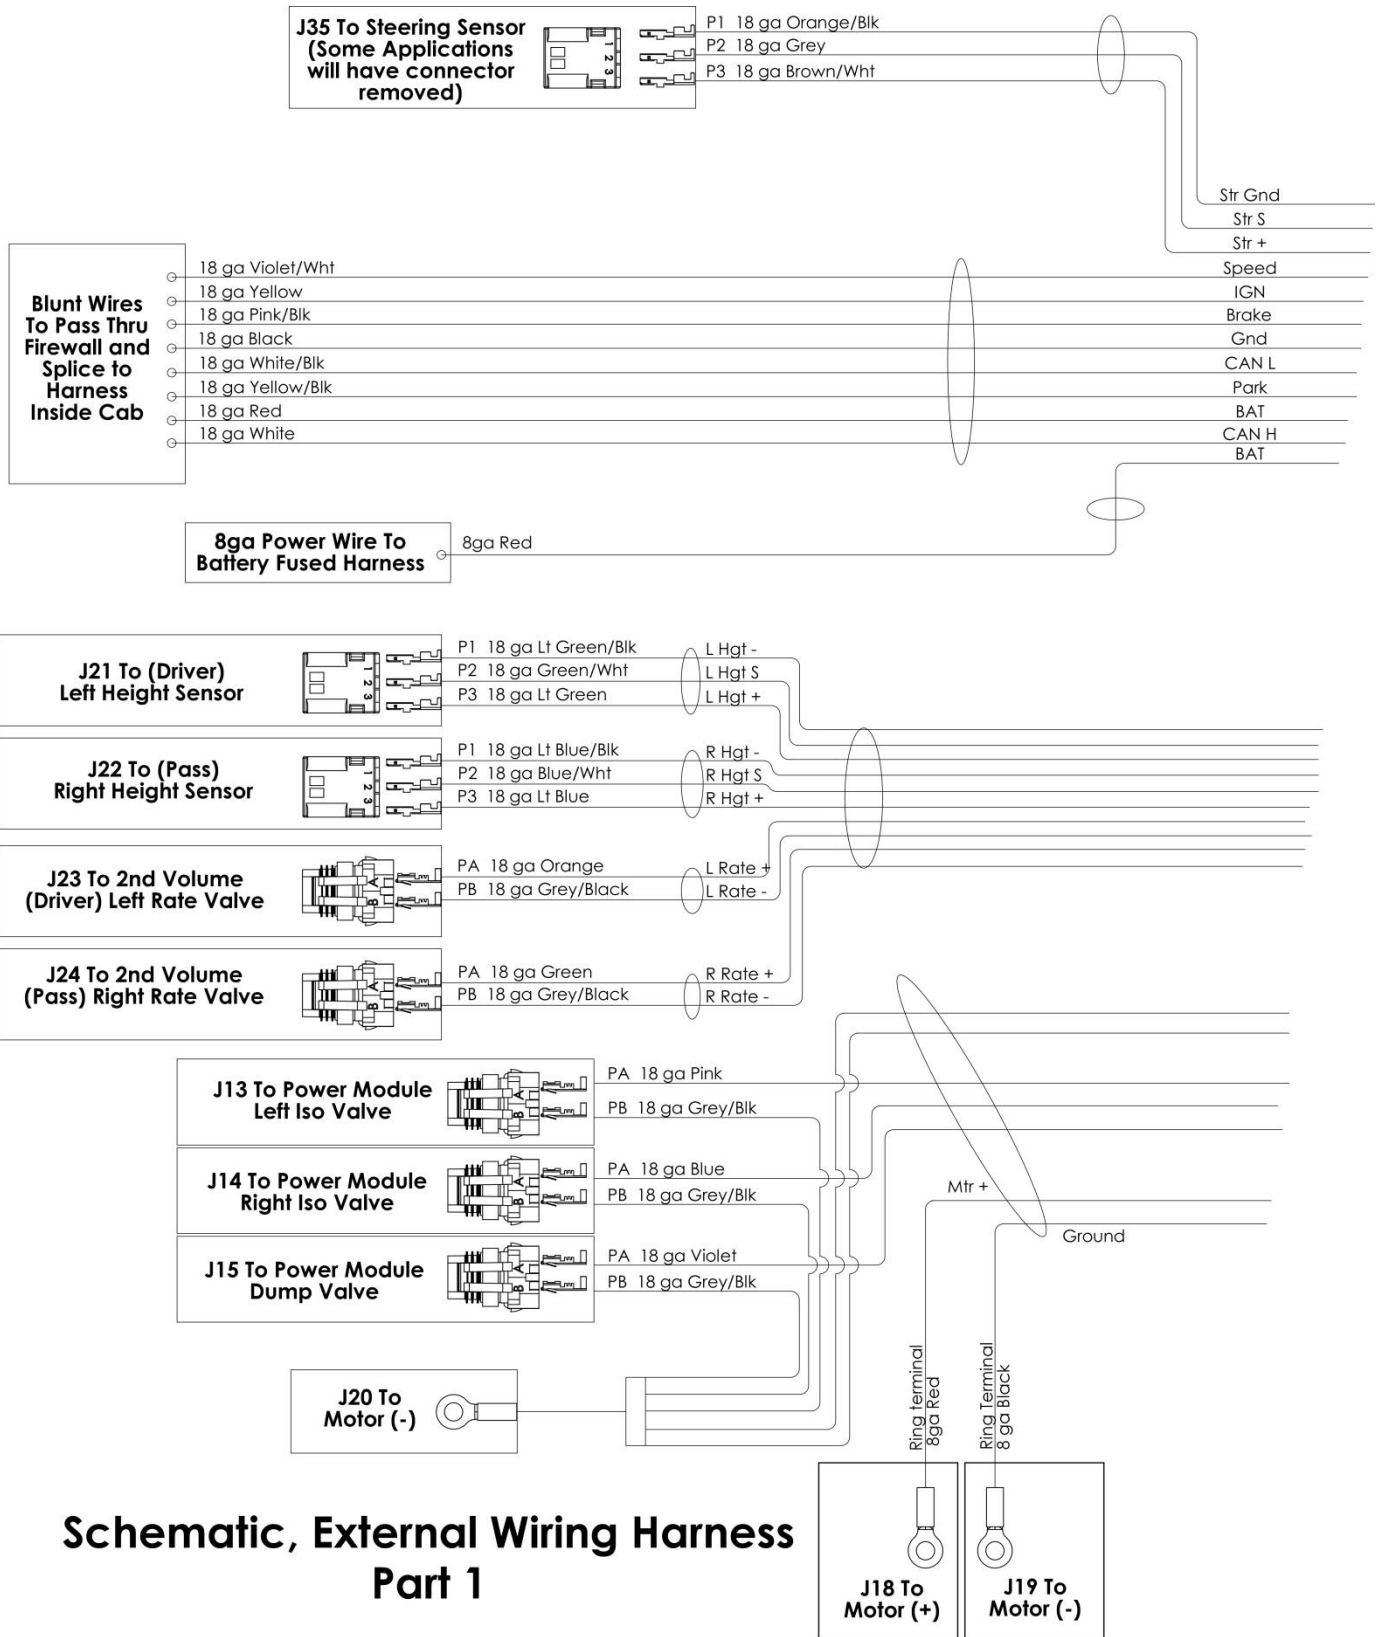 J35 To Steering Sensor
(Some Applications
will have connector
removed)
1
2
3
P1 18 ga Orange/Blk
P2 18 ga Grey
P3 18 ga Brown/Wht
Str Gnd
Str S
Str +
Blunt Wires
To Pass Thru
Firewall and
Splice to
Harness
Inside Cab
18 ga Violet/Wht
18 ga Yellow
18 ga Pink/Blk
18 ga Black
18 ga White/Blk
18 ga Yellow/Blk
18 ga Red
18 ga White
Speed
IGN
Brake
Gnd
CAN L
Park
BAT
CAN H
BAT
8ga Power Wire To
Battery Fused Harness
8ga Red
J21 To (Driver)
Left Height Sensor
1
2
3
P1 18 ga Lt Green/Blk
P2 18 ga Green/Wht
P3 18 ga Lt Green
L Hgt -
L Hgt S
L Hgt +
J22 To (Pass)
Right Height Sensor
1
2
3
P1 18 ga Lt Blue/Blk
P2 18 ga Blue/Wht
P3 18 ga Lt Blue
R Hgt -
R Hgt S
R Hgt +
J23 To 2nd Volume
(Driver) Left Rate Valve
A
B
PA 18 ga Orange
PB 18 ga Grey/Black
L Rate +
L Rate -
J24 To 2nd Volume
(Pass) Right Rate Valve
A
B
PA 18 ga Green
PB 18 ga Grey/Black
R Rate +
R Rate -
J13 To Power Module
Left Iso Valve
A
B
PA 18 ga Pink
PB 18 ga Grey/Blk
J14 To Power Module
Right Iso Valve
A
B
PA 18 ga Blue
PB 18 ga Grey/Blk
J15 To Power Module
Dump Valve
A
B
PA 18 ga Violet
PB 18 ga Grey/Blk
Mtr +
Ground
J20 To
Motor (-)
Ring terminal
8ga Red
Ring Terminal
8 ga Black
J18 To
Motor (+)
J19 To
Motor (-)
Schematic, External Wiring Harness
Part 1